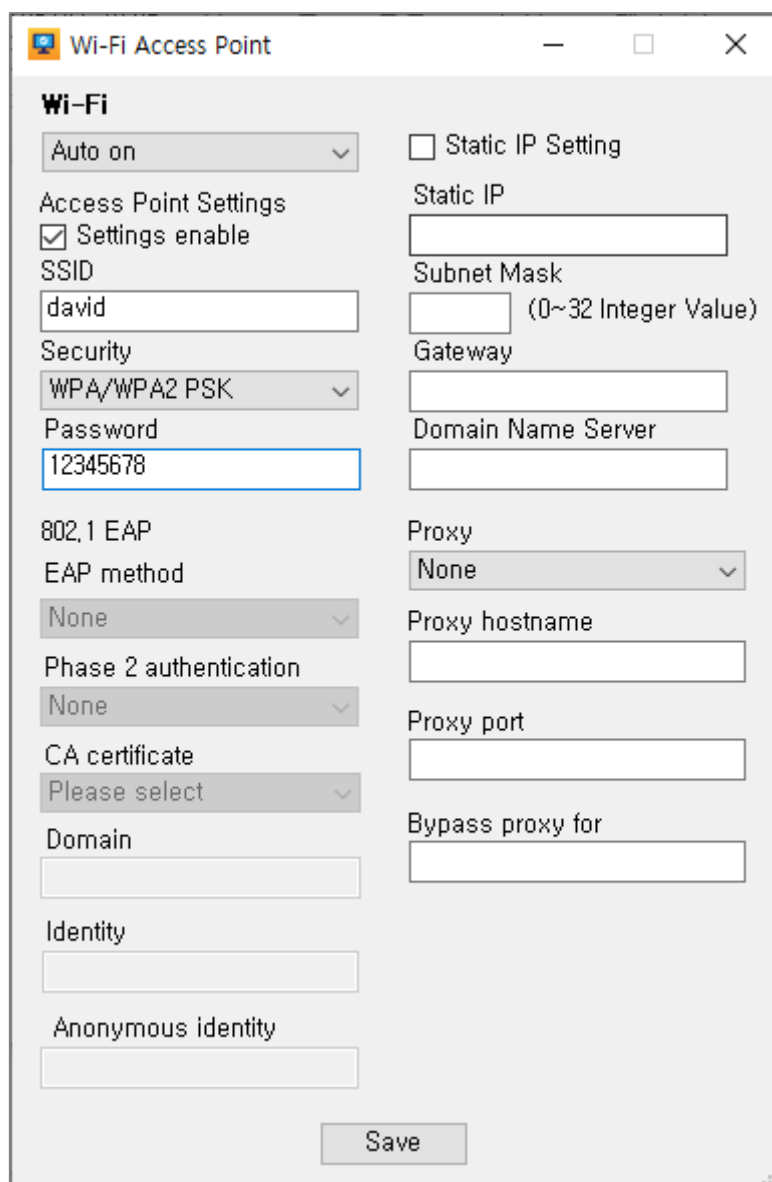 Wi-Fi Access Point
Wi-Fi
Auto on
Access Point Settings
Settings enable
SSID
david
Security
WPA/WPA2 PSK
Password
12345678
802.1 EAP
EAP method
None
Phase 2 authentication
None
CA certificate
Please select
Domain
Identity
Anonymous identity
Static IP Setting
Static IP
Subnet Mask
(0~32 Integer Value)
Gateway
Domain Name Server
Proxy
None
Proxy hostname
Proxy port
Bypass proxy for
Save